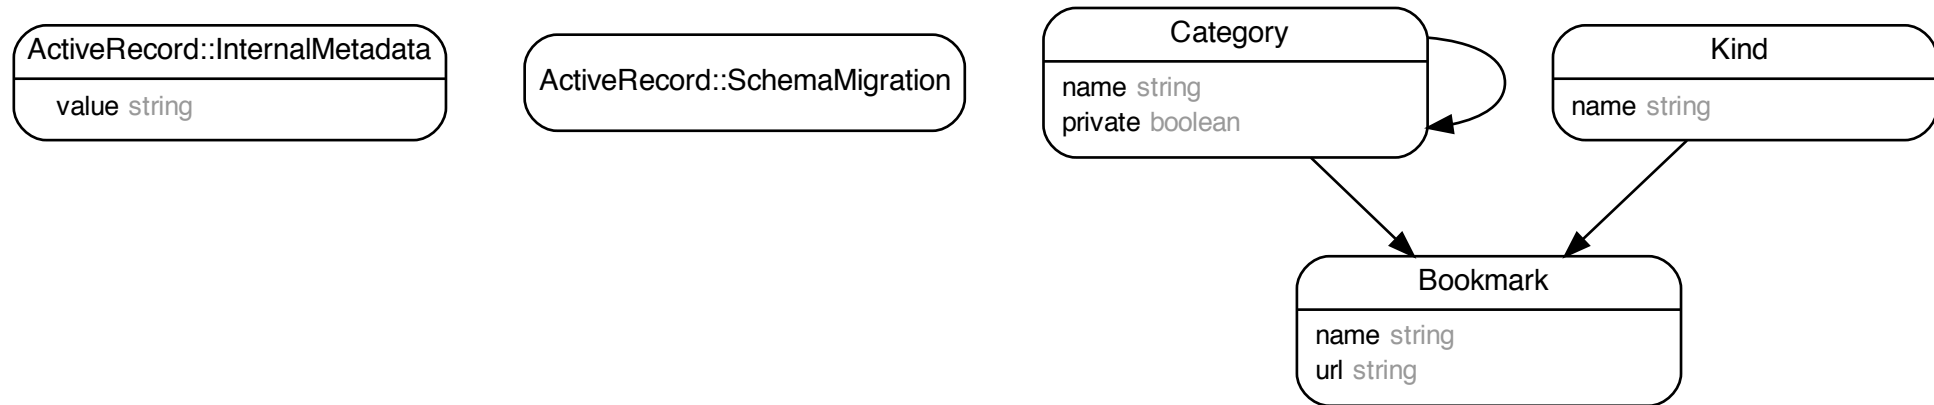 ActiveRecord::InternalMetadata
value string
ActiveRecord::SchemaMigration
Category
name string
private boolean
Kind
name string
Bookmark
name string
url string